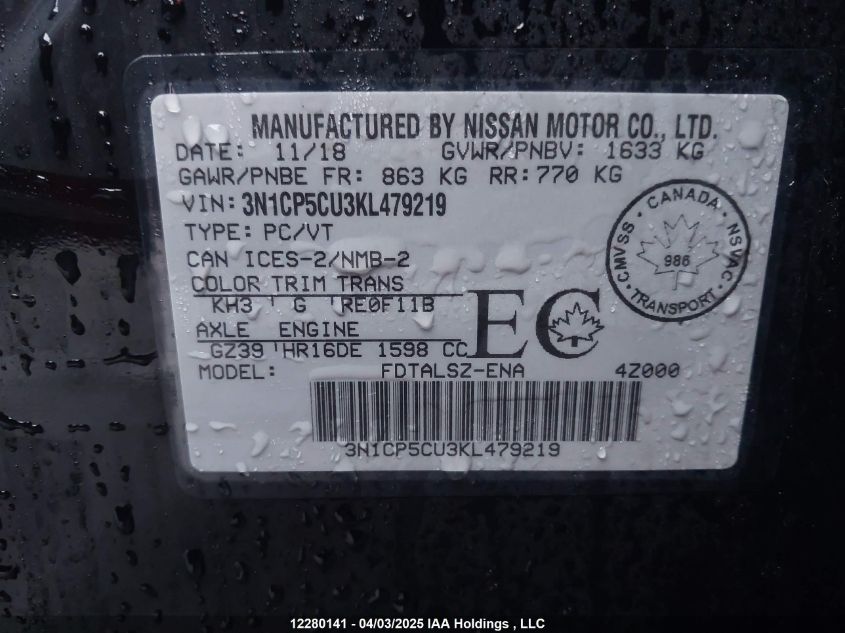 MANUFACTURED BY NISSAN MOTOR CO., LTD.
DATE: 11/18 GVWR/PNBV: 1633 KG
GAWR/PNBE FR: 863 KG RR: 770 KG
VIN: 3N1CP5CU3KL479219
TYPE: PC/VT
CAN ICES-2/NMB-2
COLOR TRIM TRANS
KH3 ' G 'RE0F11B
AXLE ENGINE
GZ39 'HR16DE 1598 CC
MODEL: FDTALSZ-ENA 4Z000
EC
CANADA
CMVSS · NSVAC
986
TRANSPORT
3N1CP5CU3KL479219
12280141 - 04/03/2025 IAA Holdings , LLC